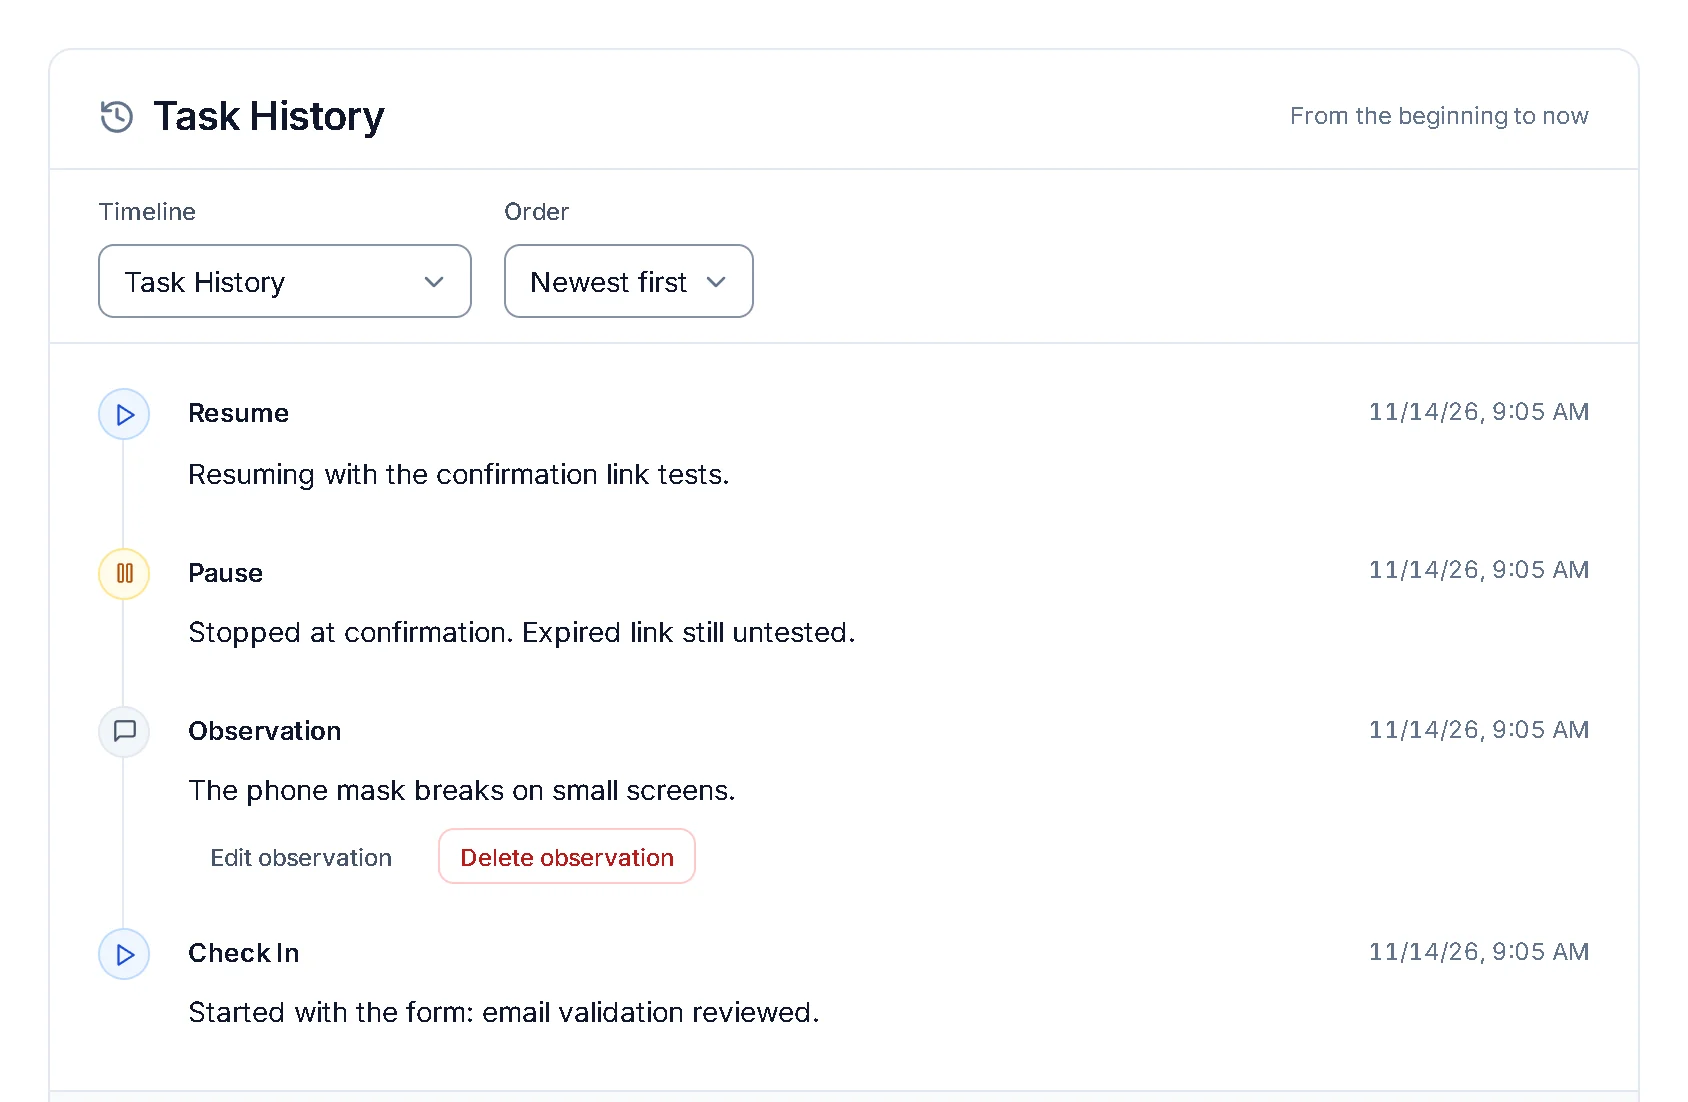 Task History
From the beginning to now
Timeline
Order
Task History
Newest first
Resume
11/14/26, 9:05 AM
Resuming with the confirmation link tests.
Pause
11/14/26, 9:05 AM
Stopped at confirmation. Expired link still untested.
Observation
11/14/26, 9:05 AM
The phone mask breaks on small screens.
Edit observation
Delete observation
Check In
11/14/26, 9:05 AM
Started with the form: email validation reviewed.